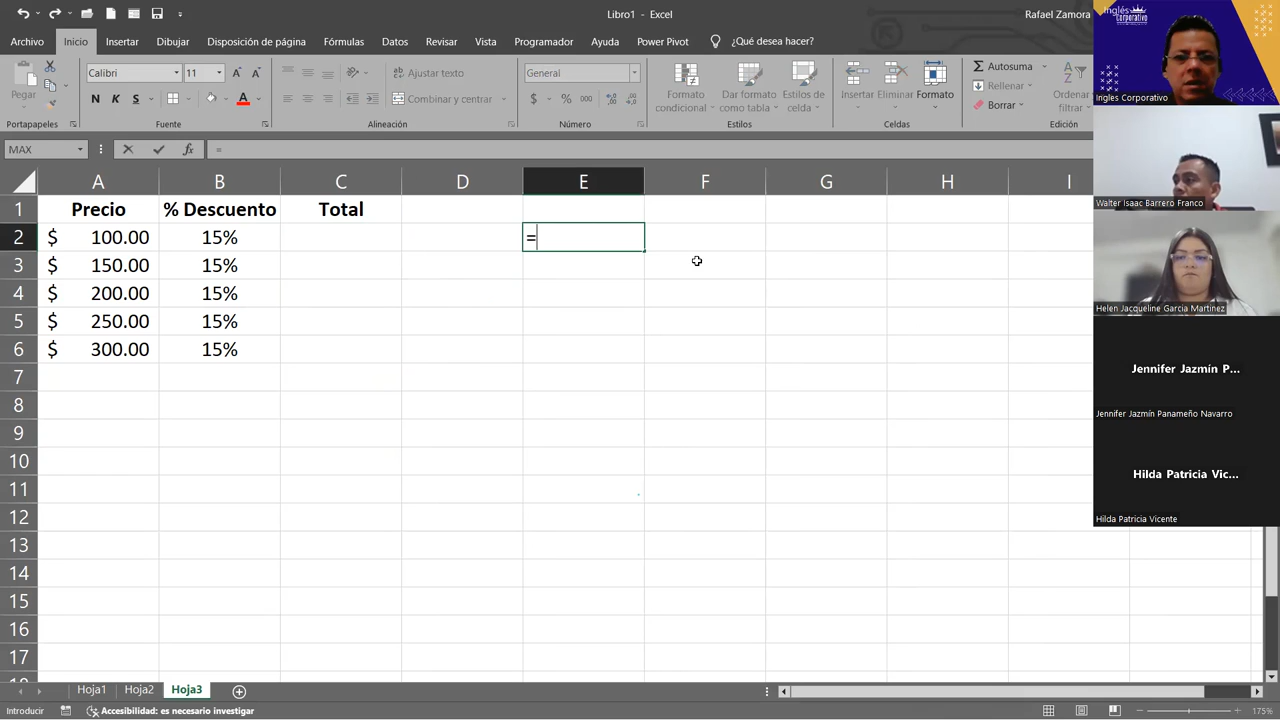 Libro1 - Excel
Rafael Zamora
Archivo Inicio Insertar Dibujar Disposición de página Fórmulas Datos Revisar Vista Programador Ayuda Power Pivot ¿Qué desea hacer?
Pegar
Calibri 11
N K S
Ajustar texto
Combinar y centrar
General
$ % 000
Formato condicional
Dar formato como tabla
Estilos de celda
Insertar Eliminar Formato
Autosuma
Rellenar
Borrar
Ordenar y filtrar
Portapapeles Fuente Alineación Número Estilos Celdas Edición
MAX fx =
A B C D E F G H I
1 Precio % Descuento Total
2 $ 100.00 15% =
3 $ 150.00 15%
4 $ 200.00 15%
5 $ 250.00 15%
6 $ 300.00 15%
7
8
9
10
11
12
13
14
15
16
17
Hoja1 Hoja2 Hoja3
Introducir Accesibilidad: es necesario investigar 175%
Inglés Corporativo
Ingles Corporativo
Walter Isaac Barrero Franco
Helen Jacqueline Garcia Martinez
Jennifer Jazmín P...
Jennifer Jazmín Panameño Navarro
Hilda Patricia Vic...
Hilda Patricia Vicente